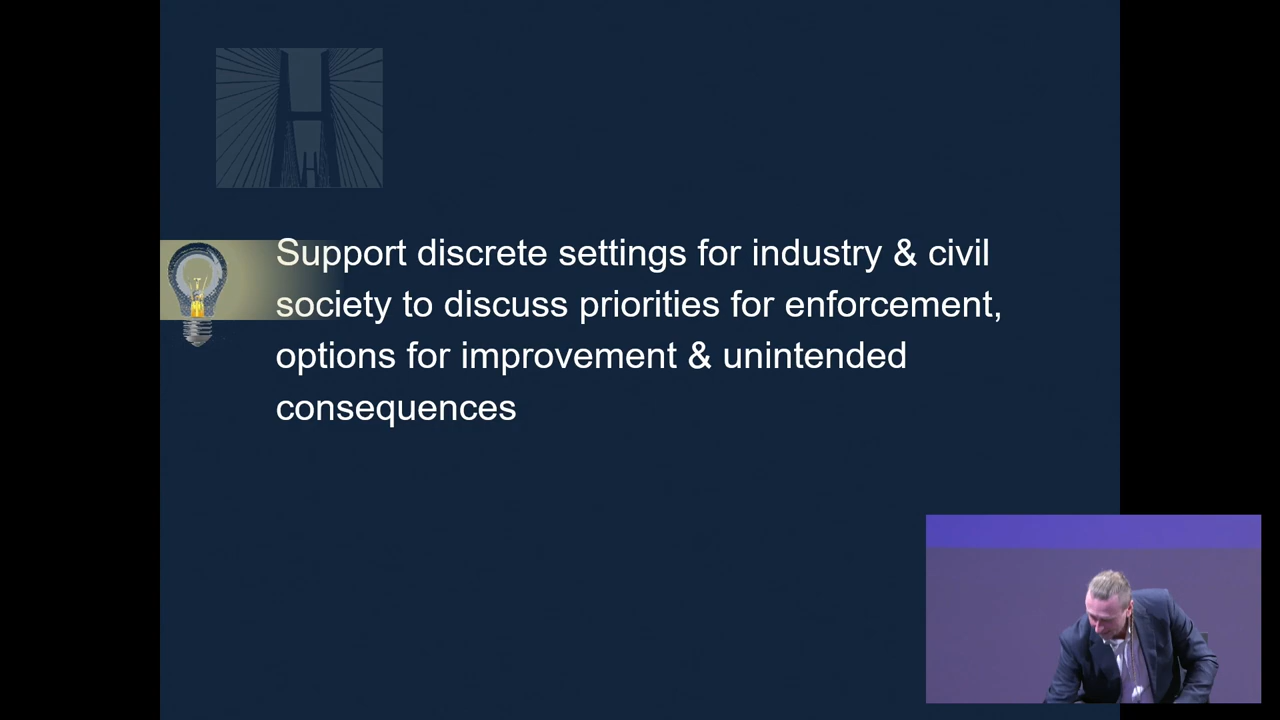 Support discrete settings for industry & civil
society to discuss priorities for enforcement,
options for improvement & unintended
consequences